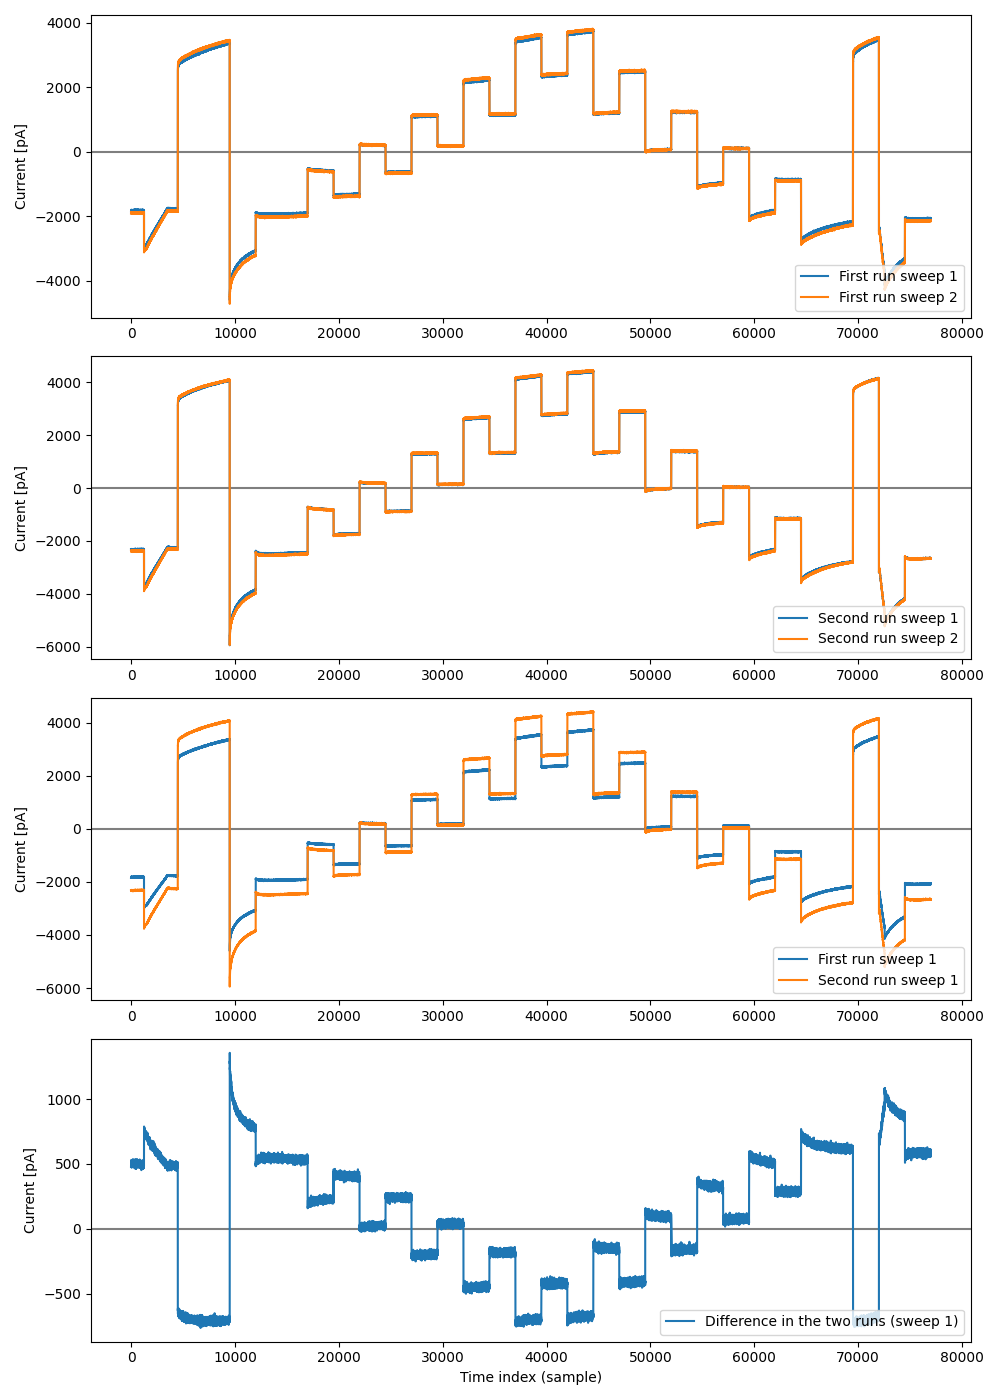 4000
2000
0
−2000
−4000
Current [pA]
First run sweep 1
First run sweep 2
0 10000 20000 30000 40000 50000 60000 70000 80000
4000
2000
0
−2000
−4000
−6000
Current [pA]
Second run sweep 1
Second run sweep 2
0 10000 20000 30000 40000 50000 60000 70000 80000
4000
2000
0
−2000
−4000
−6000
Current [pA]
First run sweep 1
Second run sweep 1
0 10000 20000 30000 40000 50000 60000 70000 80000
1000
500
0
−500
Current [pA]
Difference in the two runs (sweep 1)
0 10000 20000 30000 40000 50000 60000 70000 80000
Time index (sample)